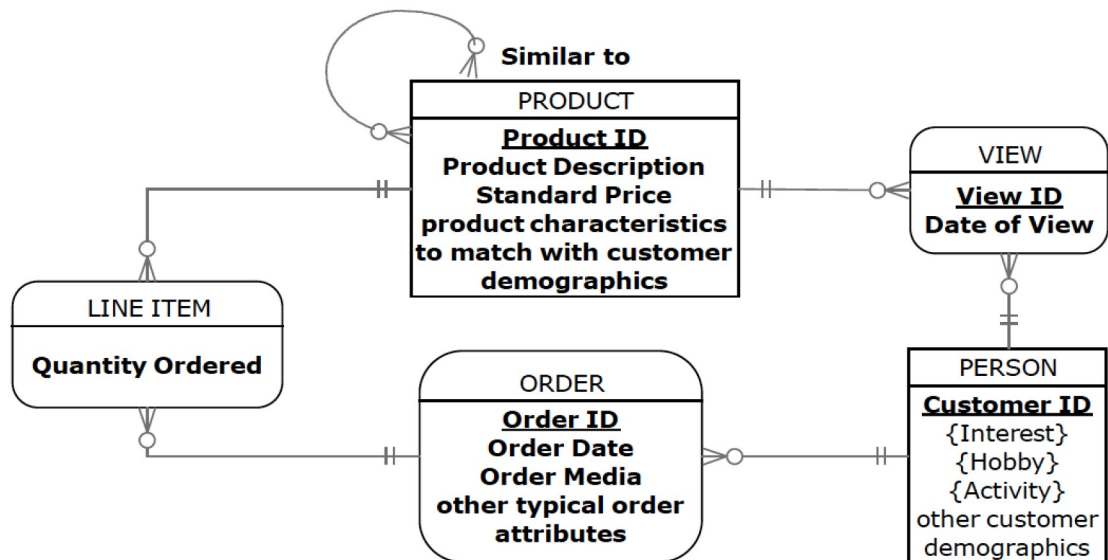 Similar to
PRODUCT
Product ID
Product Description
Standard Price
product characteristics
to match with customer
demographics
VIEW
View ID
Date of View
LINE ITEM
Quantity Ordered
ORDER
Order ID
Order Date
Order Media
other typical order
attributes
PERSON
Customer ID
{Interest}
{Hobby}
{Activity}
other customer
demographics